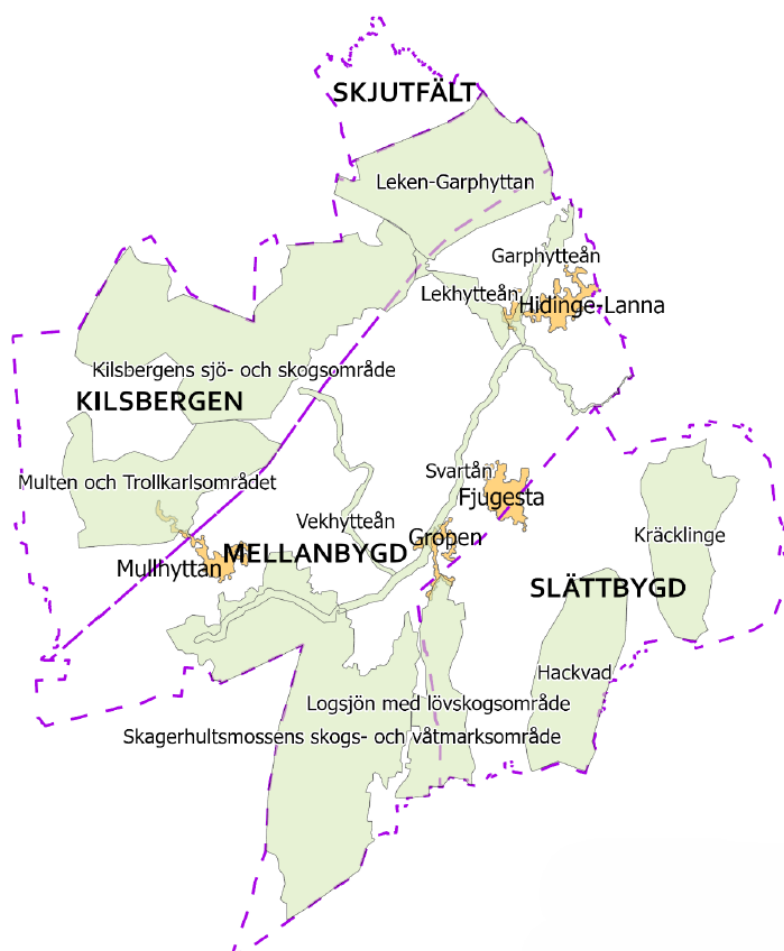 SKJUTFÄLT
Leken-Garphyttan
Garphytteån
Lekhytteån
Hidinge-Lanna
Kilsbergens sjö- och skogsområde
KILSBERGEN
Svartån
Fjugesta
Multen och Trollkarlsområdet
Vekhytteån
Gropen
Kräcklinge
Mullhyttan
MELLANBYGD
SLÄTTBYGD
Hackvad
Logsjön med lövskogsområde
Skagerhultsmossens skogs- och våtmarksområde